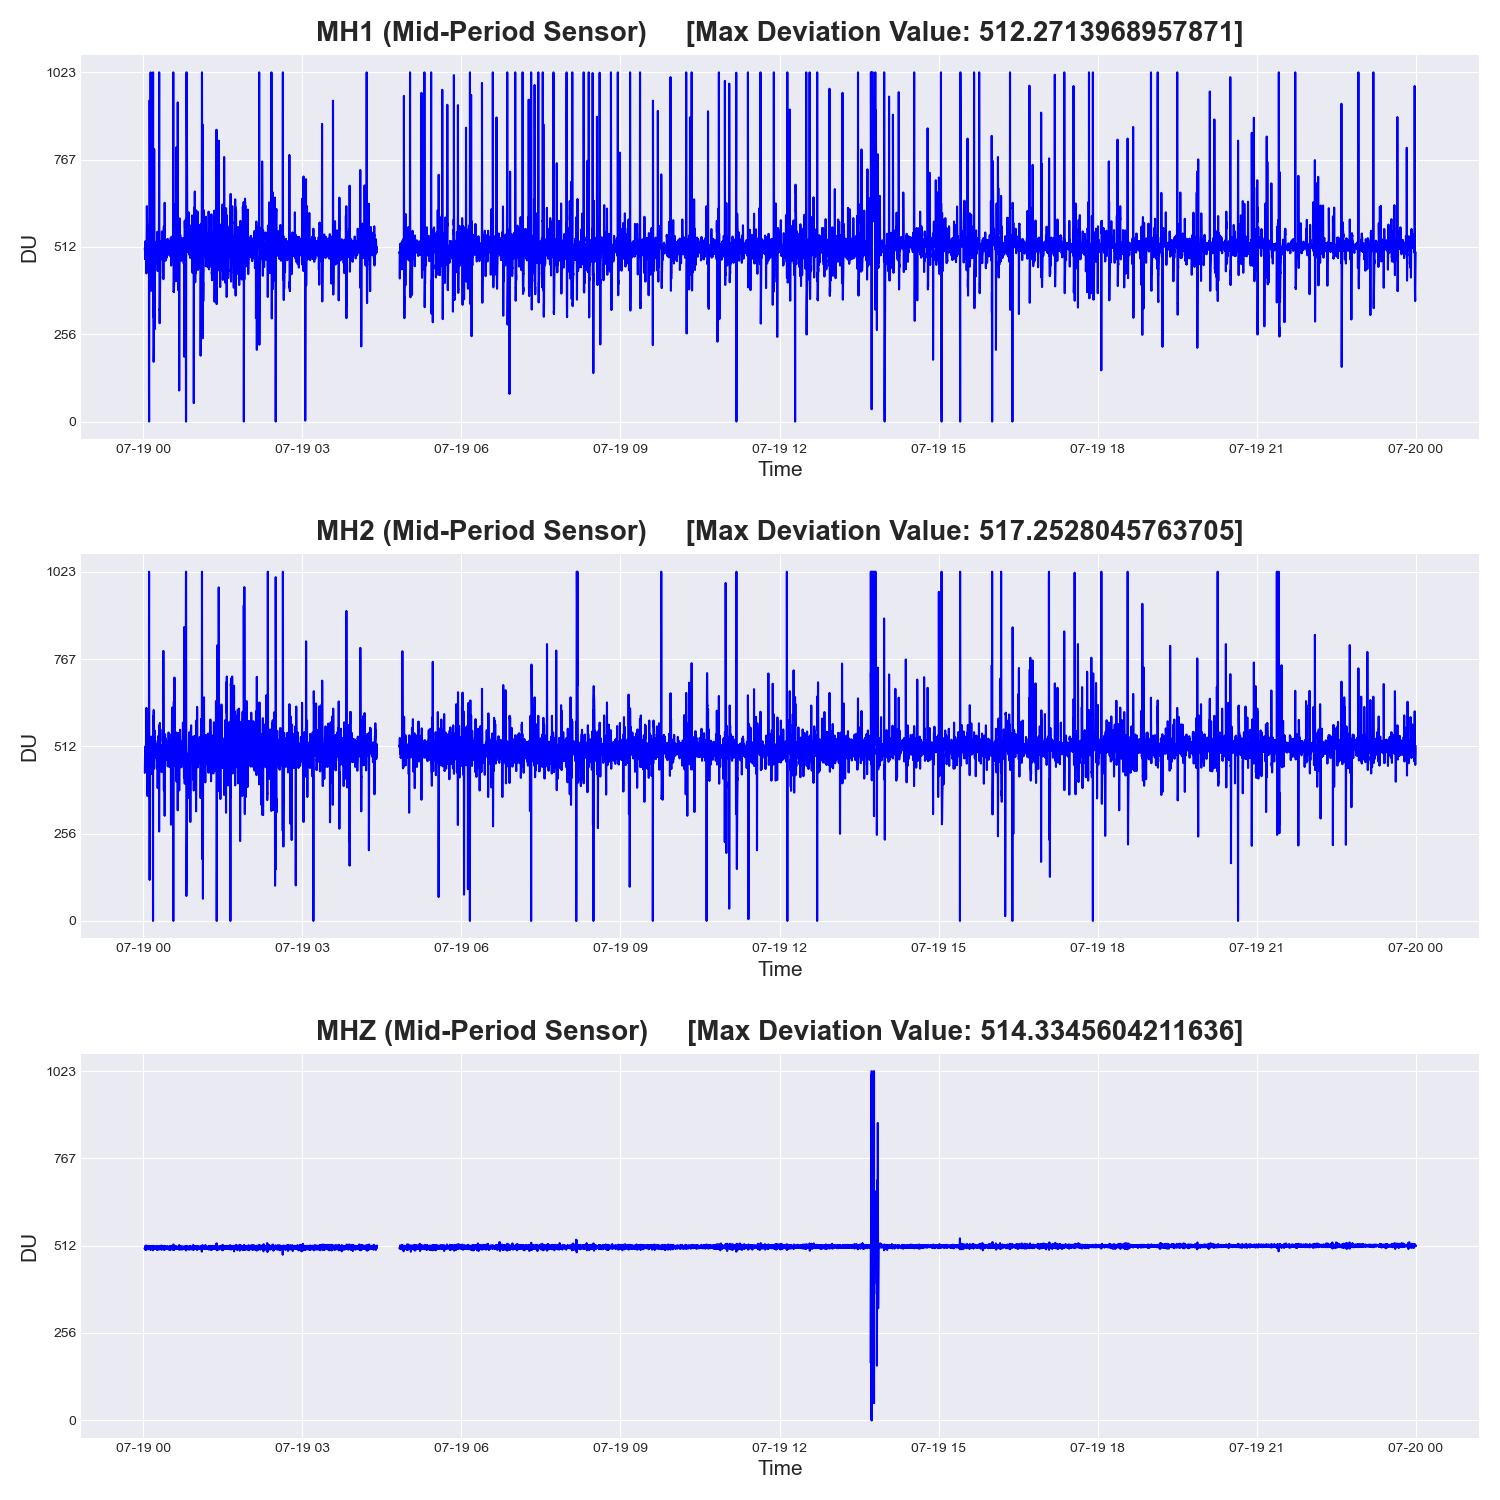 MH1 (Mid-Period Sensor) [Max Deviation Value: 512.2713968957871]
1023
767
512
256
0
DU
07-19 00 07-19 03 07-19 06 07-19 09 07-19 12 07-19 15 07-19 18 07-19 21 07-20 00
Time
MH2 (Mid-Period Sensor) [Max Deviation Value: 517.2528045763705]
1023
767
512
256
0
DU
07-19 00 07-19 03 07-19 06 07-19 09 07-19 12 07-19 15 07-19 18 07-19 21 07-20 00
Time
MHZ (Mid-Period Sensor) [Max Deviation Value: 514.3345604211636]
1023
767
512
256
0
DU
07-19 00 07-19 03 07-19 06 07-19 09 07-19 12 07-19 15 07-19 18 07-19 21 07-20 00
Time